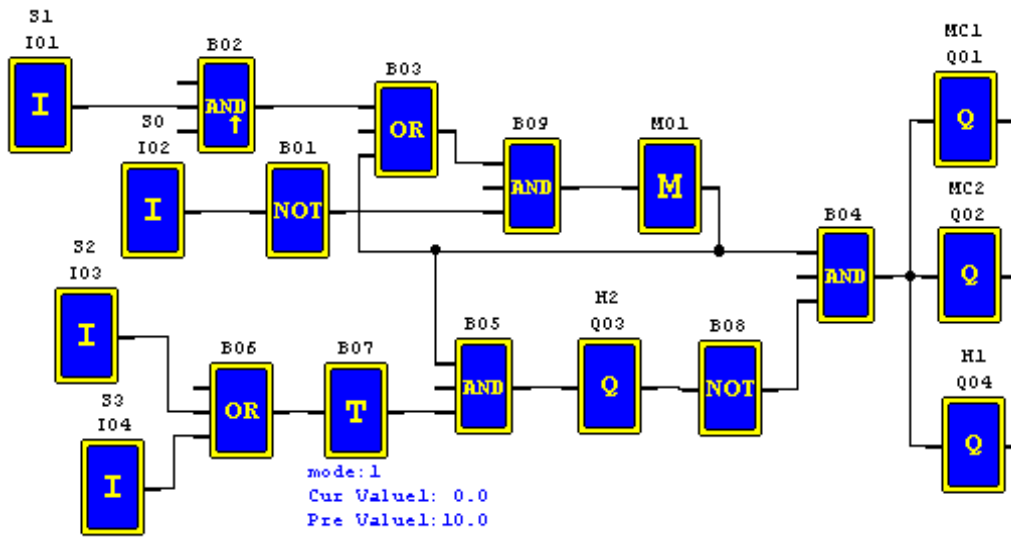 S1
I01
I
B02
AND
B03
OR
S0
I02
I
B01
NOT
B09
AND
M01
M
MC1
Q01
Q
MC2
Q02
Q
B04
AND
S2
I03
I
B06
OR
B07
T
B05
AND
H2
Q03
Q
B08
NOT
H1
Q04
Q
S3
I04
I
mode:1
Cur Value1: 0.0
Pre Value1:10.0